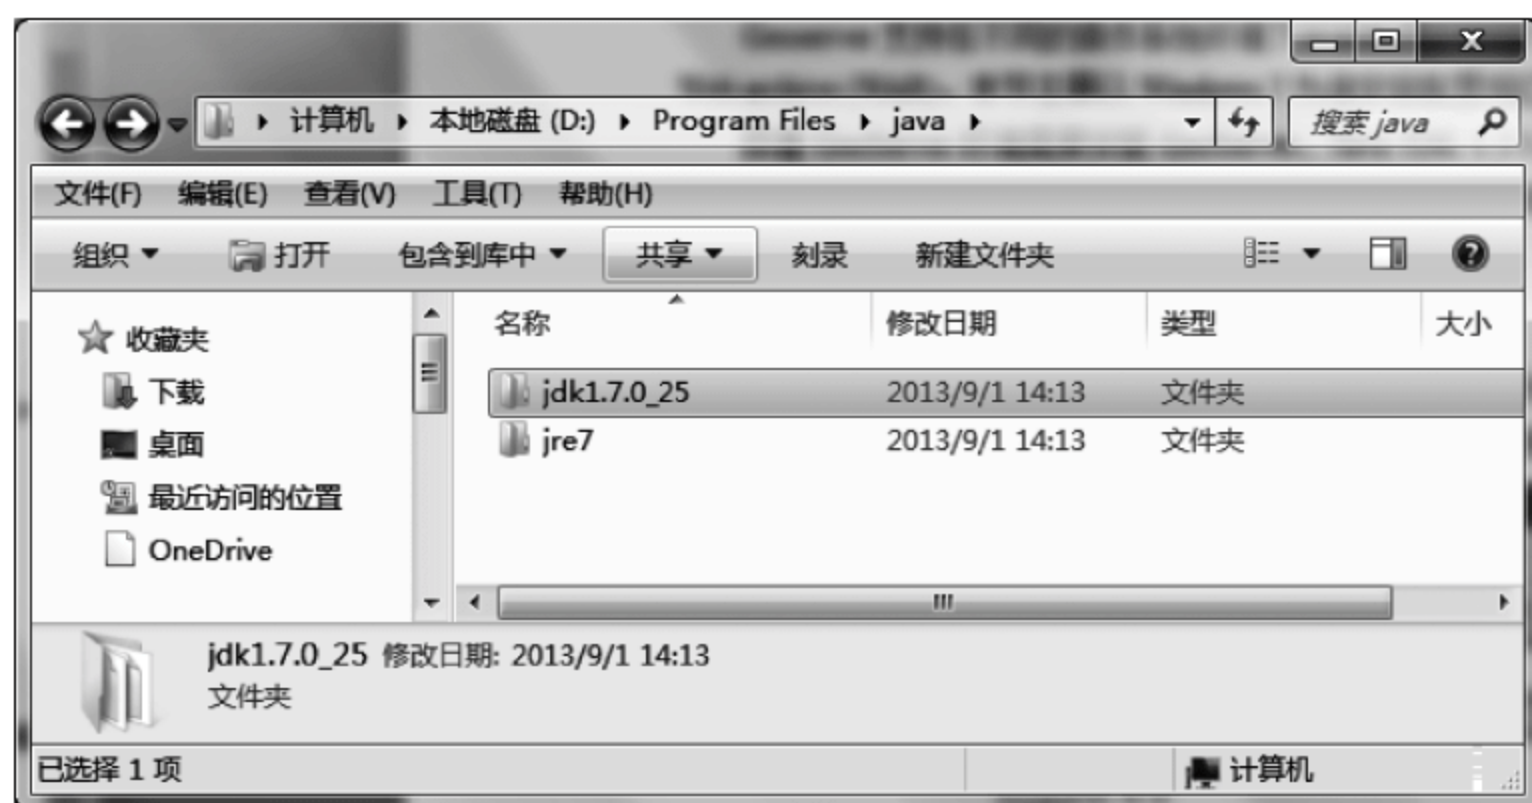 计算机 本地磁盘 (D:) Program Files java 搜索 java
文件(F) 编辑(E) 查看(V) 工具(T) 帮助(H)
组织 打开 包含到库中 共享 刻录 新建文件夹
收藏夹
下载
桌面
最近访问的位置
OneDrive
名称 修改日期 类型 大小
jdk1.7.0_25 2013/9/1 14:13 文件夹
jre7 2013/9/1 14:13 文件夹
jdk1.7.0_25 修改日期: 2013/9/1 14:13
文件夹
已选择 1 项 计算机